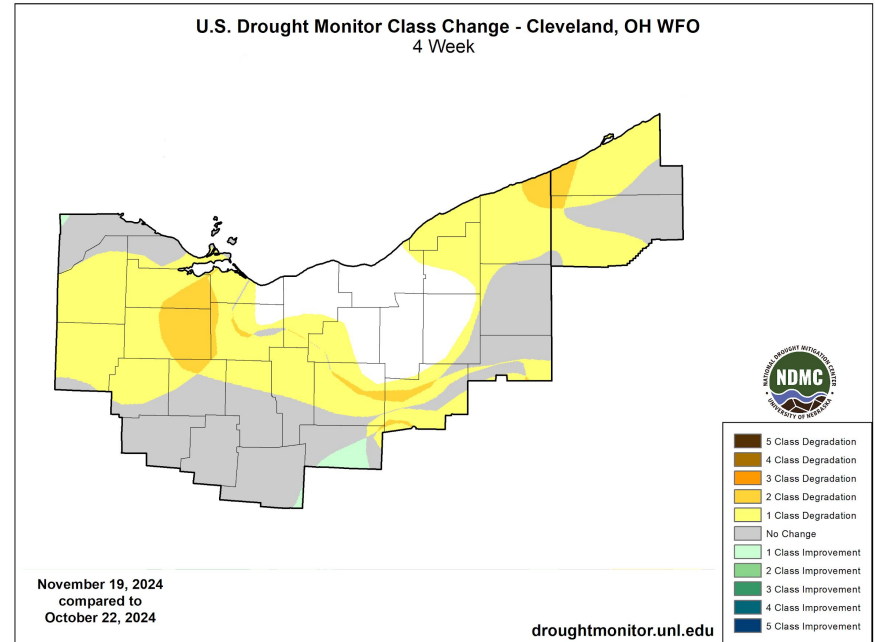 U.S. Drought Monitor Class Change - Cleveland, OH WFO
4 Week
NATIONAL DROUGHT MITIGATION CENTER
NDMC
UNIVERSITY OF NEBRASKA
5 Class Degradation
4 Class Degradation
3 Class Degradation
2 Class Degradation
1 Class Degradation
No Change
1 Class Improvement
2 Class Improvement
3 Class Improvement
4 Class Improvement
5 Class Improvement
November 19, 2024
compared to
October 22, 2024
droughtmonitor.unl.edu